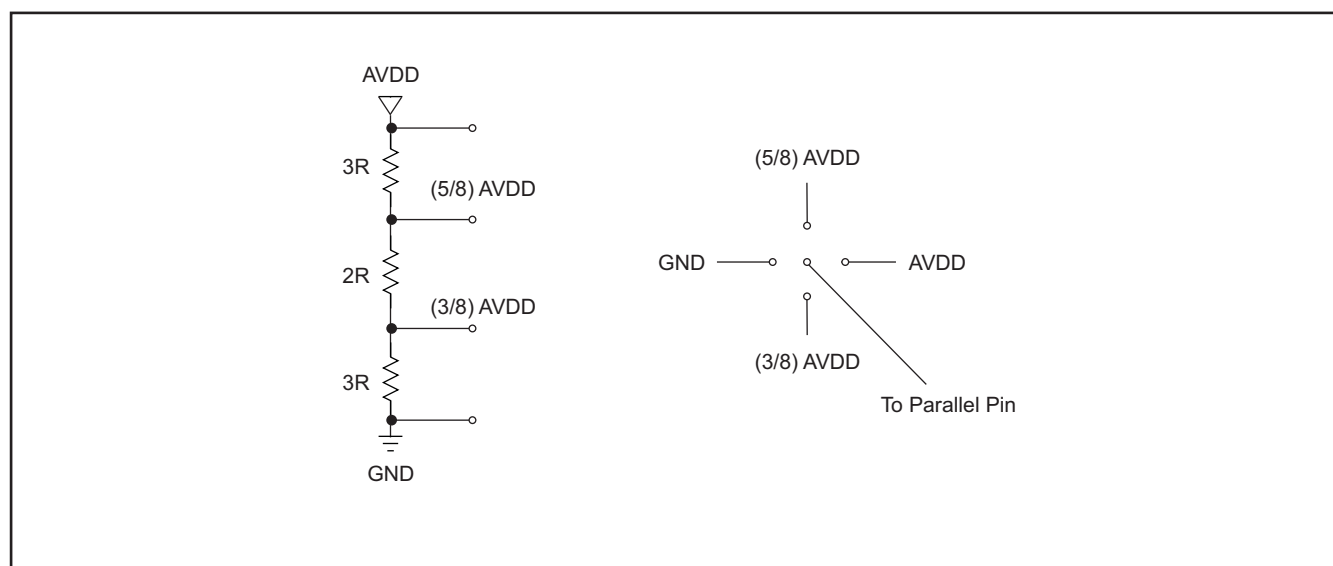 AVDD
3R
(5/8) AVDD
2R
(3/8) AVDD
3R
GND
(5/8) AVDD
GND
AVDD
(3/8) AVDD
To Parallel Pin